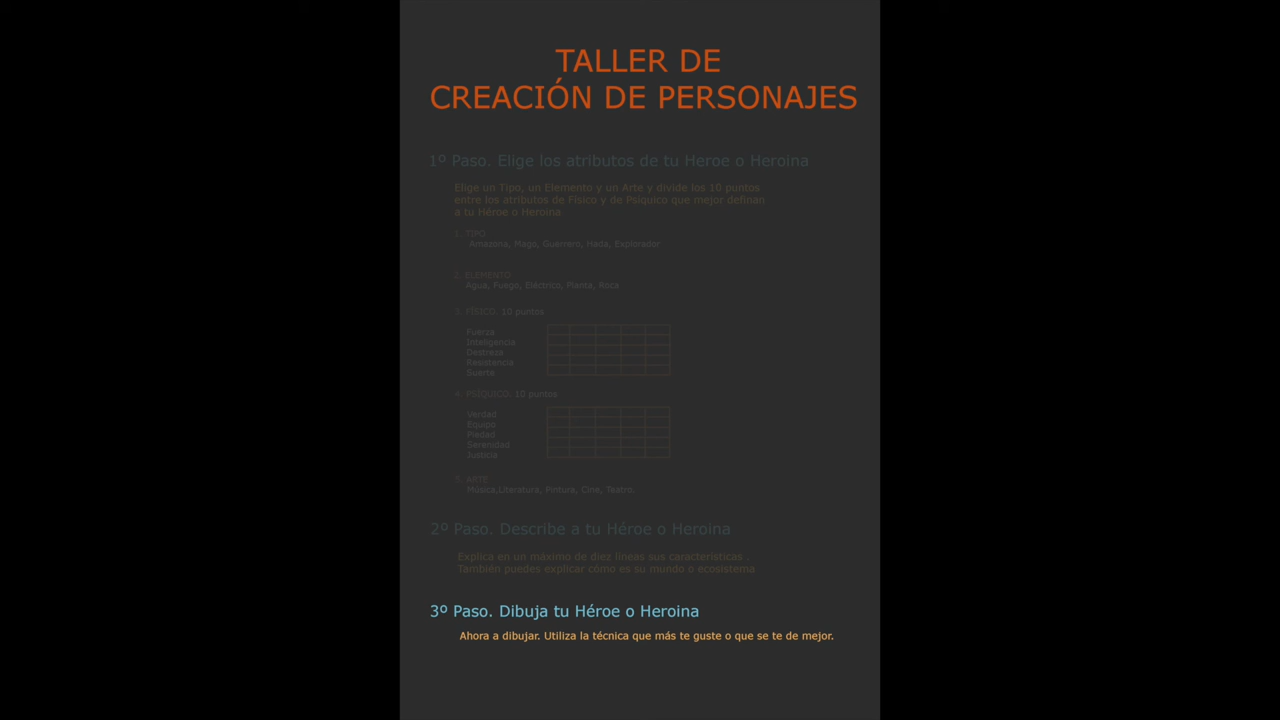 TALLER DE
CREACIÓN DE PERSONAJES
1º Paso. Elige los atributos de tu Heroe o Heroina
Elige un Tipo, un Elemento y un Arte y divide los 10 puntos
entre los atributos de Físico y de Psíquico que mejor definan
a tu Héroe o Heroina.
1. TIPO
Amazona, Mago, Guerrero, Hada, Explorador
2. ELEMENTO
Agua, Fuego, Eléctrico, Planta, Roca
3. FÍSICO. 10 puntos
Fuerza
Inteligencia
Destreza
Resistencia
Suerte
4. PSÍQUICO. 10 puntos
Verdad
Equipo
Piedad
Serenidad
Justicia
5. ARTE
Música,Literatura, Pintura, Cine, Teatro.
2º Paso. Describe a tu Héroe o Heroina
Explica en un máximo de diez líneas sus características .
También puedes explicar cómo es su mundo o ecosistema
3º Paso. Dibuja tu Héroe o Heroina
Ahora a dibujar. Utiliza la técnica que más te guste o que se te de mejor.